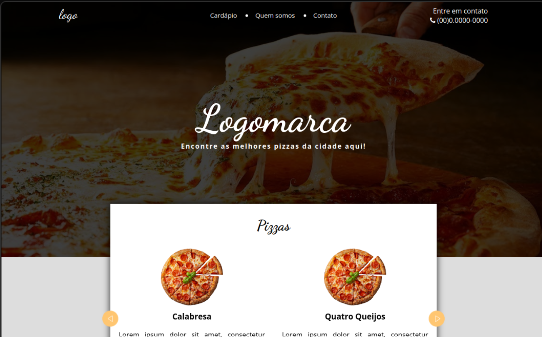 logo
Cardápio • Quem somos • Contato
Entre em contato
(00)0.0000-0000
Logomarca
Encontre as melhores pizzas da cidade aqui!
Pizzas
Calabresa
Quatro Queijos
Lorem ipsum dolor sit amet, consectetur
Lorem ipsum dolor sit amet, consectetur